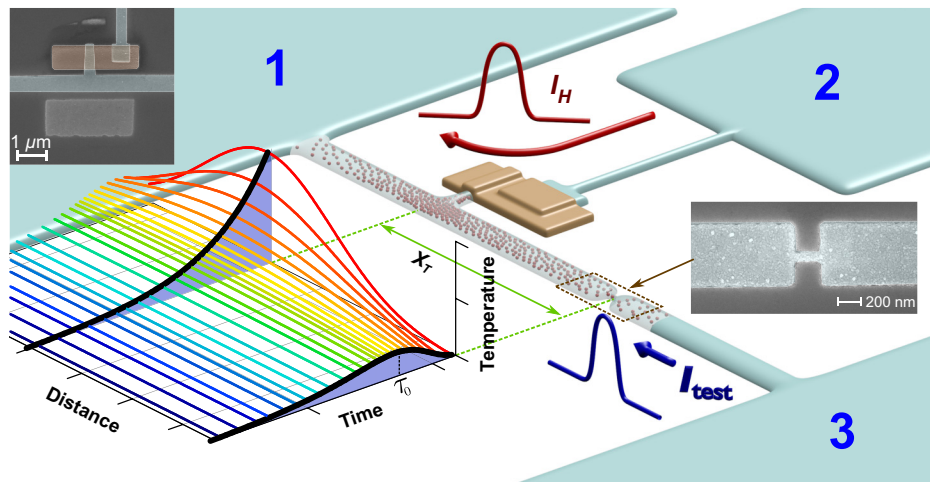 1
2
I_H
1 µm
X_T
Temperature
200 nm
τ_0
Distance
Time
I_test
3